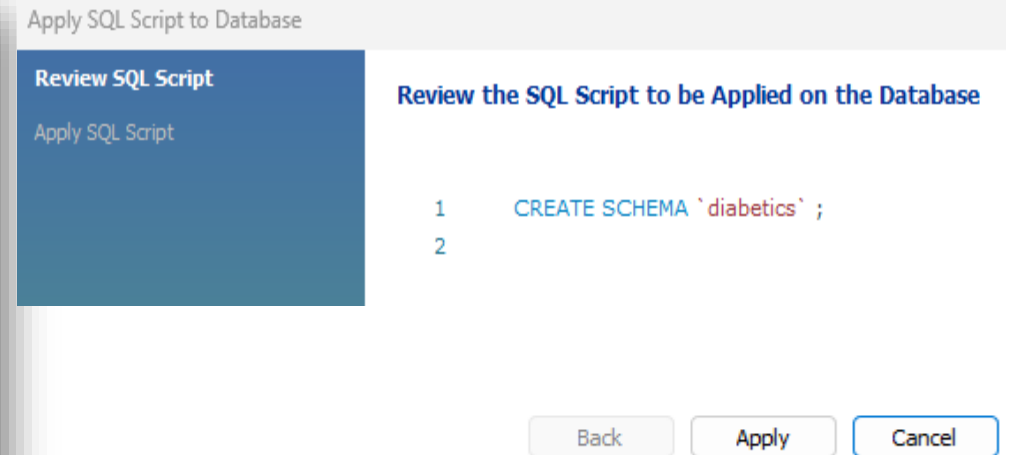 Apply SQL Script to Database
Review SQL Script
Apply SQL Script
Review the SQL Script to be Applied on the Database
1 CREATE SCHEMA `diabetics` ;
2
Back Apply Cancel